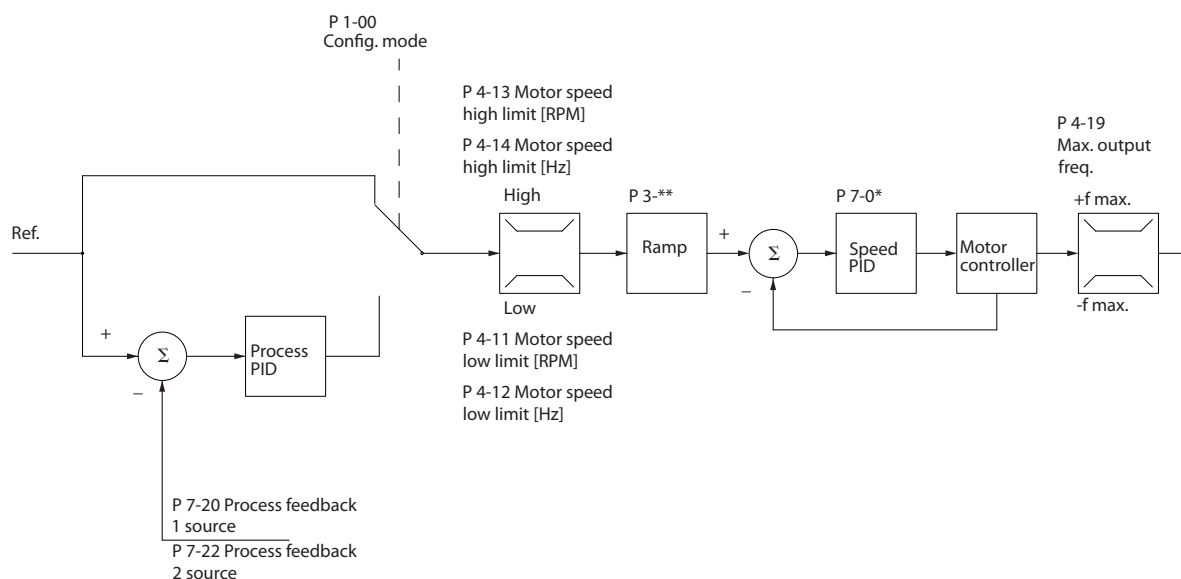 P 1-00
Config. mode
P 4-13 Motor speed
high limit [RPM]
P 4-14 Motor speed
high limit [Hz]
P 4-19
Max. output
freq.
High
P 3-**
P 7-0*
+f max.
Ref.
Ramp
+
–
Σ
Speed
PID
Motor
controller
Low
-f max.
+
–
Σ
Process
PID
P 4-11 Motor speed
low limit [RPM]
P 4-12 Motor speed
low limit [Hz]
P 7-20 Process feedback
1 source
P 7-22 Process feedback
2 source